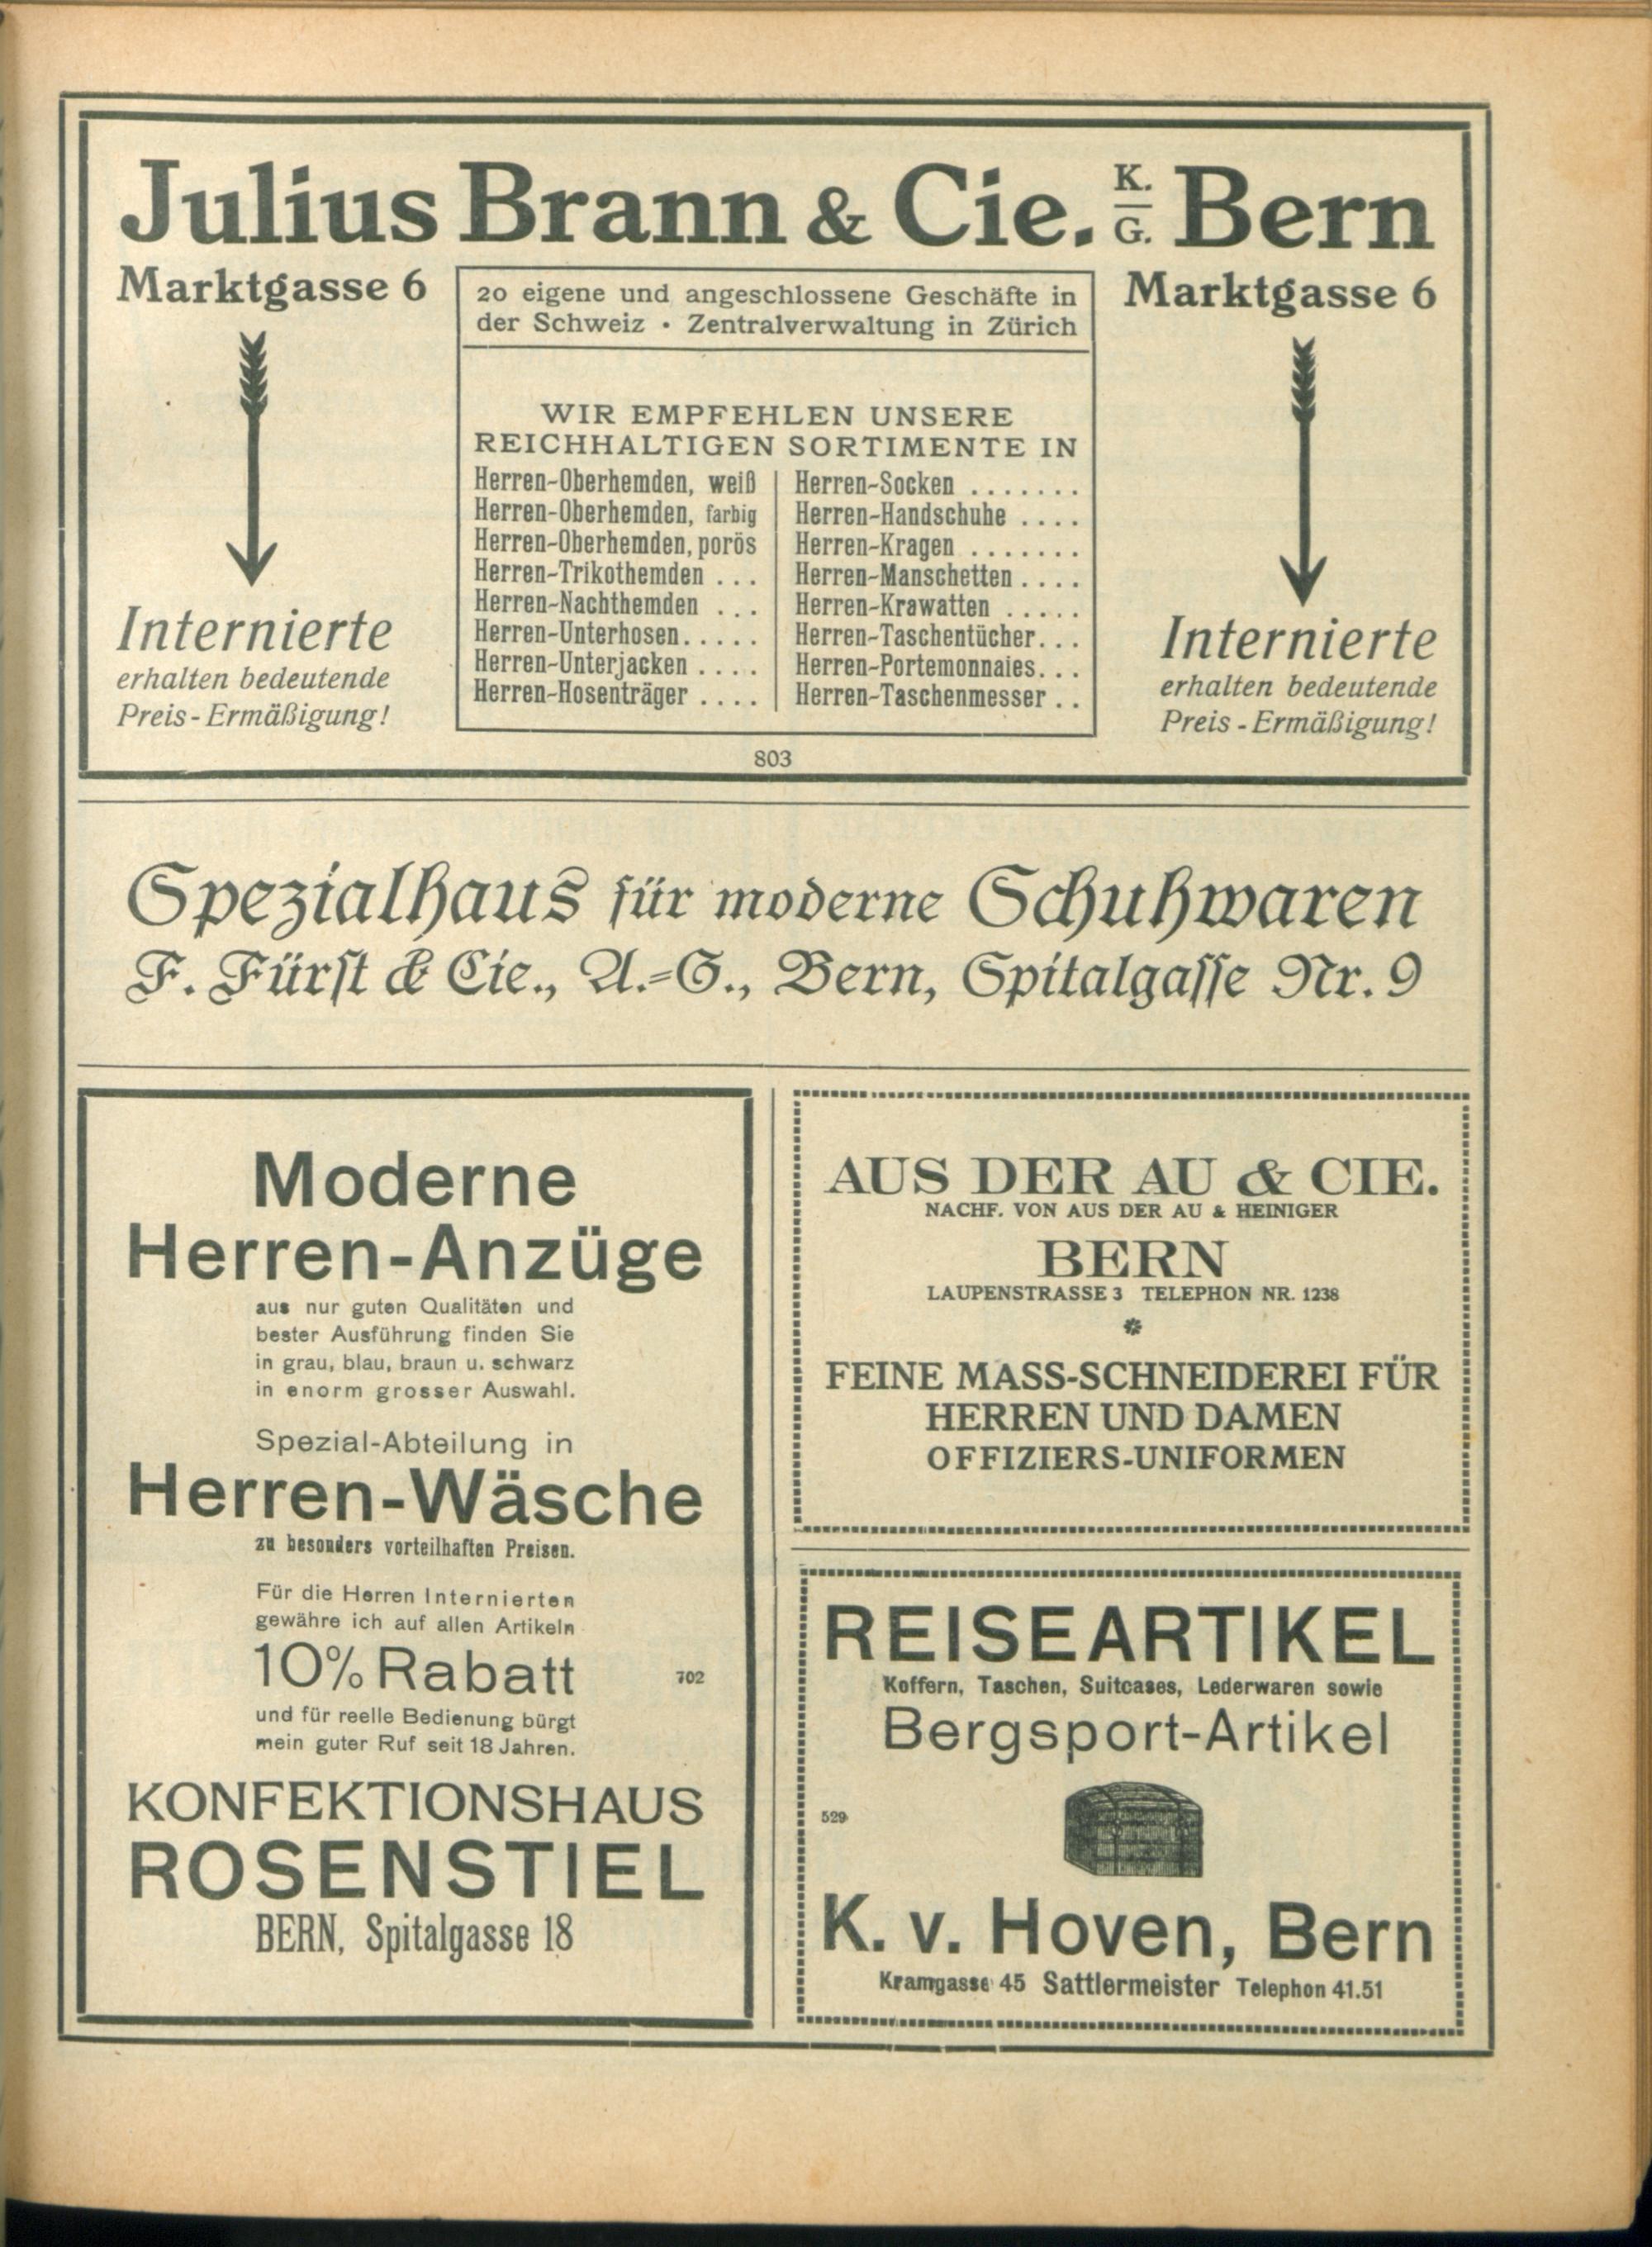 Julius Brann & Cie. K. G. Bern
Marktgasse 6
20 eigene und angeschlossene Geschäfte in
der Schweiz • Zentralverwaltung in Zürich
Marktgasse 6
WIR EMPFEHLEN UNSERE
REICHHALTIGEN SORTIMENTE IN
Herren-Oberhemden, weiß
Herren-Oberhemden, farbig
Herren-Oberhemden, porös
Herren-Trikothemden . . .
Herren-Nachthemden . . .
Herren-Unterhosen. . . . .
Herren-Unterjacken . . . .
Herren-Hosenträger . . . .
Herren-Socken . . . . . . .
Herren-Handschuhe . . . .
Herren-Kragen . . . . . . .
Herren-Manschetten . . . .
Herren-Krawatten . . . . .
Herren-Taschentücher. . .
Herren-Portemonnaies. . .
Herren-Taschenmesser . .
Internierte
erhalten bedeutende
Preis-Ermäßigung!
Internierte
erhalten bedeutende
Preis-Ermäßigung!
803
Spezialhaus für moderne Schuhwaren
F. Fürst & Cie., A.-G., Bern, Spitalgasse Nr. 9
Moderne
Herren-Anzüge
aus nur guten Qualitäten und
bester Ausführung finden Sie
in grau, blau, braun u. schwarz
in enorm grosser Auswahl.
Spezial-Abteilung in
Herren-Wäsche
zu besonders vorteilhaften Preisen.
Für die Herren Internierten
gewähre ich auf allen Artikeln
10% Rabatt
702
und für reelle Bedienung bürgt
mein guter Ruf seit 18 Jahren.
KONFEKTIONSHAUS
ROSENSTIEL
BERN, Spitalgasse 18
AUS DER AU & CIE.
NACHF. VON AUS DER AU & HEINIGER
BERN
LAUPENSTRASSE 3 TELEPHON NR. 1238
FEINE MASS-SCHNEIDEREI FÜR
HERREN UND DAMEN
OFFIZIERS-UNIFORMEN
REISEARTIKEL
Koffern, Taschen, Suitcases, Lederwaren sowie
Bergsport-Artikel
529
K. v. Hoven, Bern
Kramgasse 45 Sattlermeister Telephon 41.51